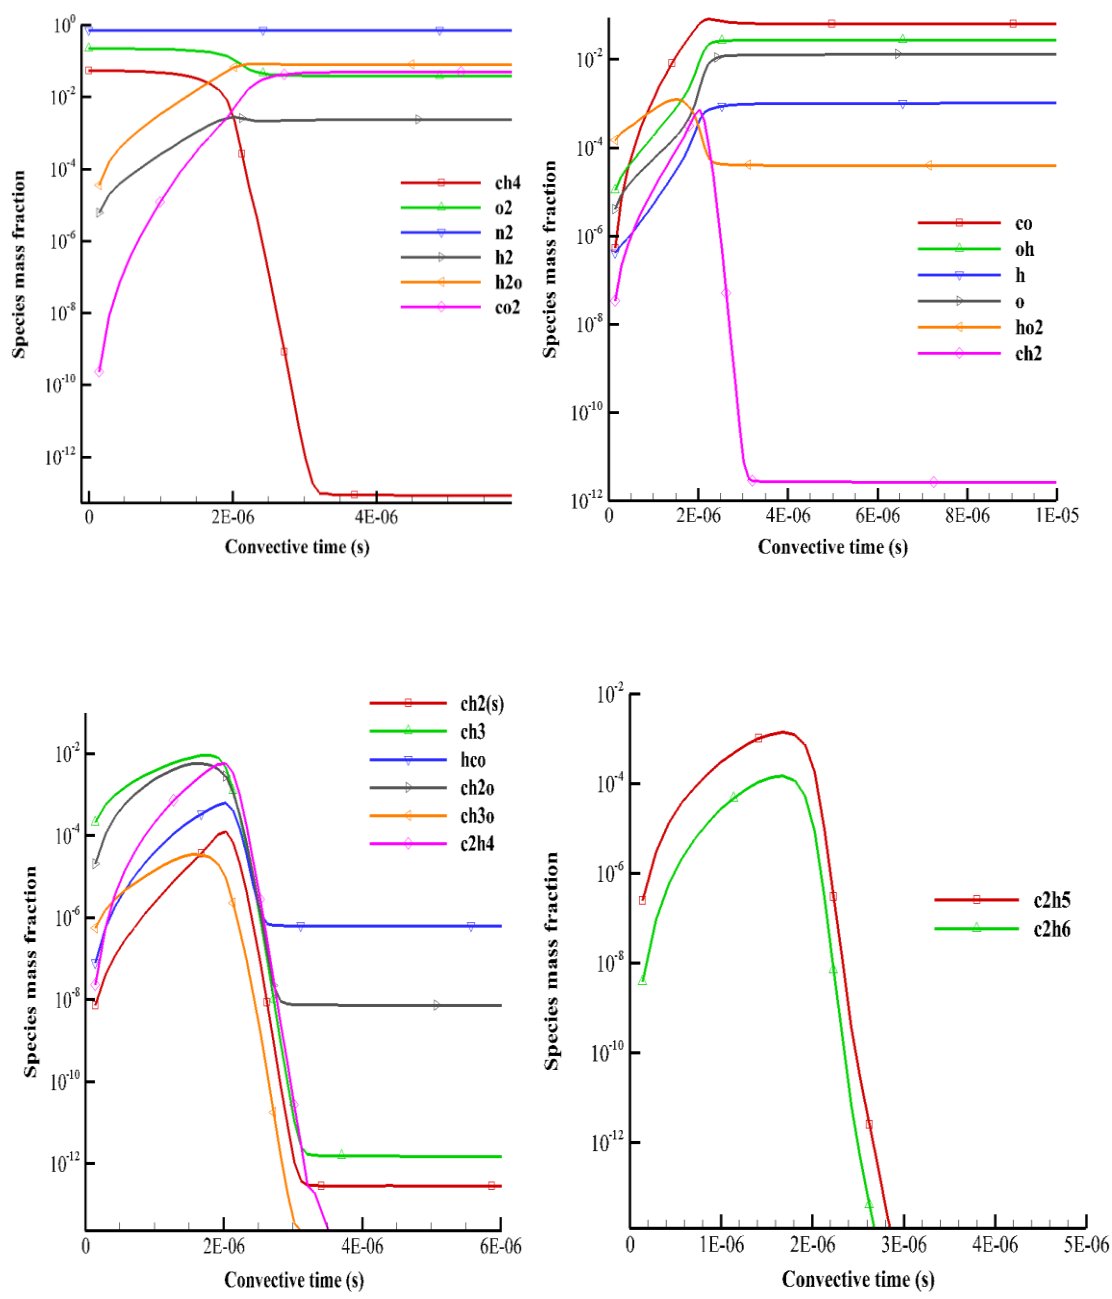 10^0
10^-2
10^-4
10^-6
10^-8
10^-10
10^-12
Species mass fraction
ch4
o2
n2
h2
h2o
co2
0
2E-06
4E-06
Convective time (s)
10^-2
10^-4
10^-6
10^-8
10^-10
10^-12
Species mass fraction
co
oh
h
o
ho2
ch2
0
2E-06
4E-06
6E-06
8E-06
1E-05
Convective time (s)
ch2(s)
ch3
hco
ch2o
ch3o
c2h4
10^-2
10^-4
10^-6
10^-8
10^-10
10^-12
Species mass fraction
0
2E-06
4E-06
6E-06
Convective time (s)
10^-2
10^-4
10^-6
10^-8
10^-10
10^-12
Species mass fraction
c2h5
c2h6
0
1E-06
2E-06
3E-06
4E-06
5E-06
Convective time (s)